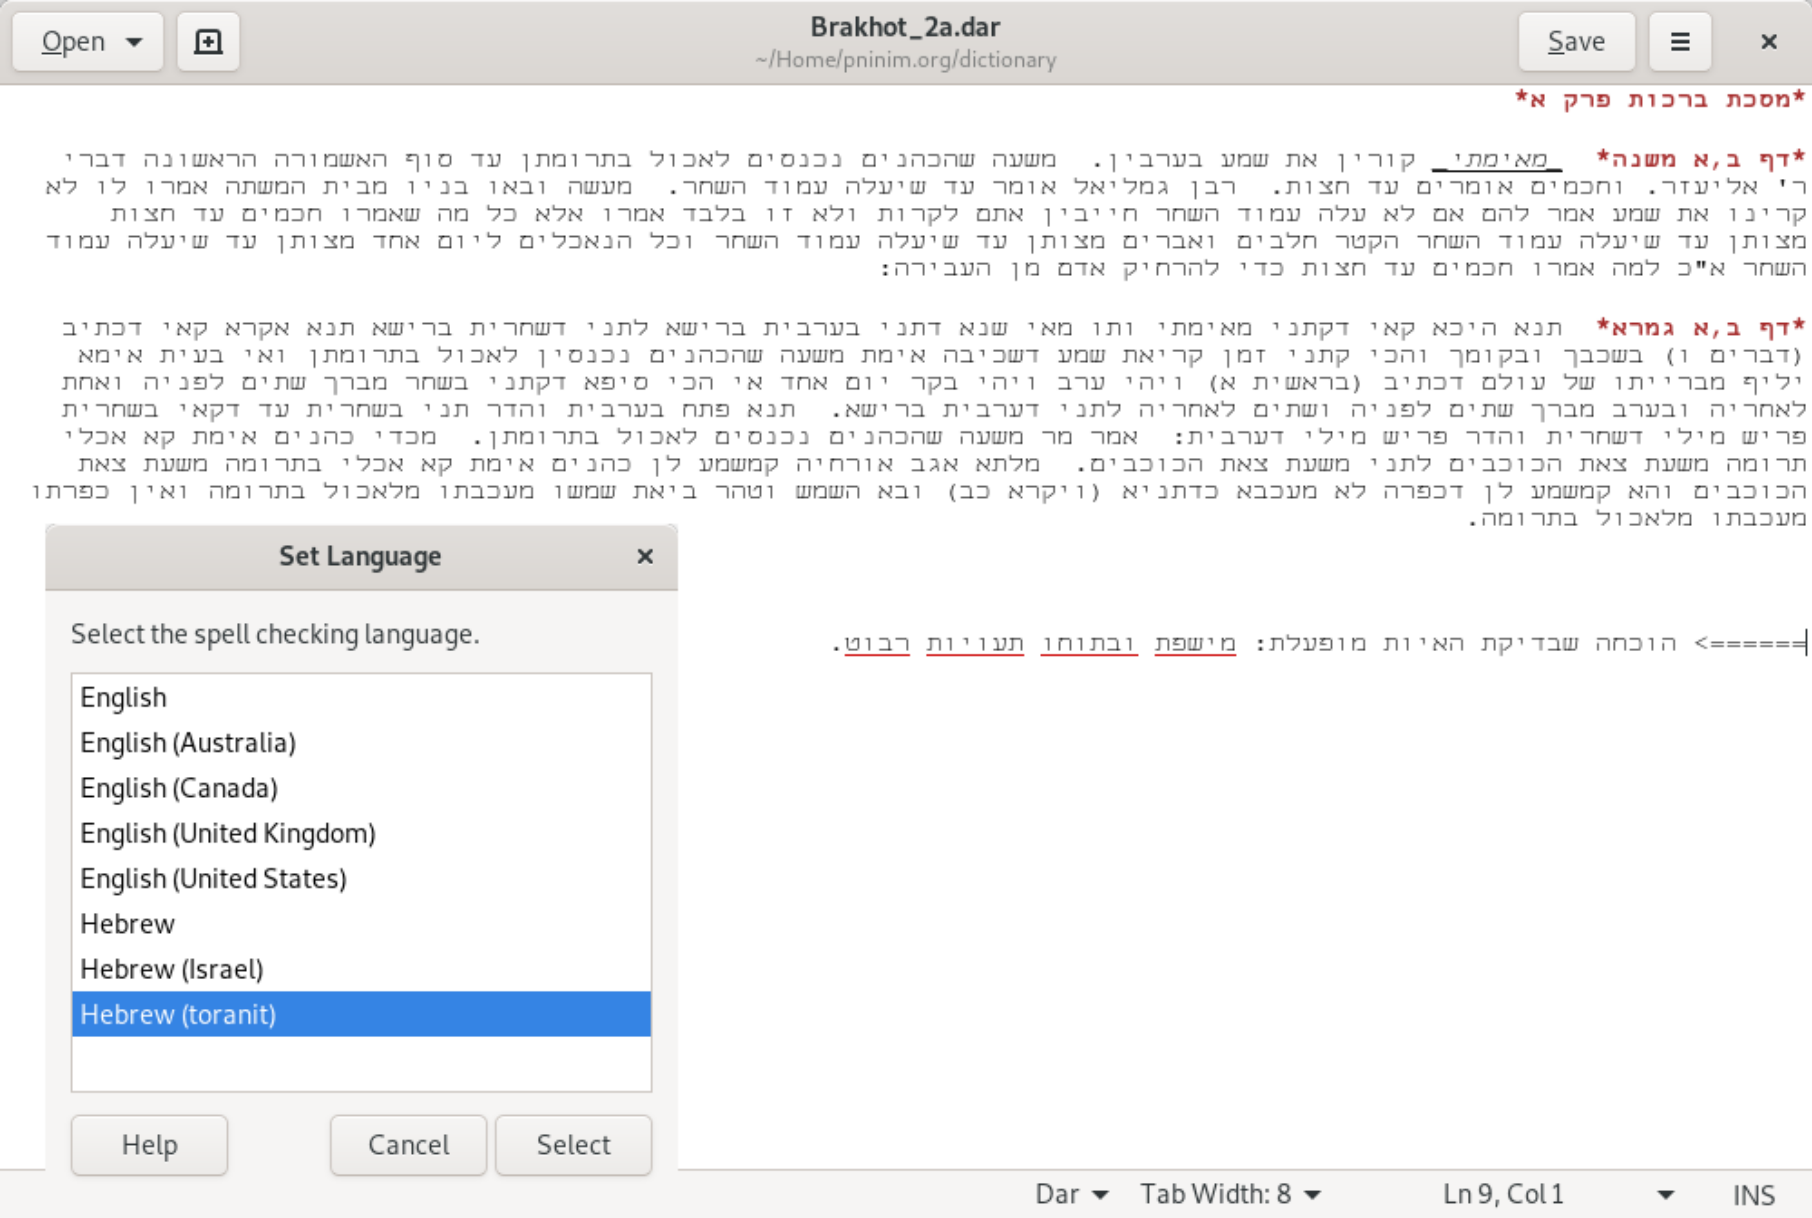 Open
Brakhot_2a.dar
~/Home/pninim.org/dictionary
Save
*מסכת ברכות פרק א*
*דף ב,א משנה*  _מאימתי_ קורין את שמע בערבין.  משעה שהכהנים נכנסים לאכול בתרומתן עד סוף האשמורה הראשונה דברי
ר' אליעזר. וחכמים אומרים עד חצות.  רבן גמליאל אומר עד שיעלה עמוד השחר.  מעשה ובאו בניו מבית המשתה אמרו לו לא
קרינו את שמע אמר להם אם לא עלה עמוד השחר חייבין אתם לקרות ולא זו בלבד אמרו אלא כל מה שאמרו חכמים עד חצות
מצותן עד שיעלה עמוד השחר הקטר חלבים ואברים מצותן עד שיעלה עמוד השחר וכל הנאכלים ליום אחד מצותן עד שיעלה עמוד
השחר א"כ למה אמרו חכמים עד חצות כדי להרחיק אדם מן העבירה:
*דף ב,א גמרא*  תנא היכא קאי דקתני מאימתי ותו מאי שנא דתני בערבית ברישא לתני דשחרית ברישא תנא אקרא קאי דכתיב
(דברים ו) בשכבך ובקומך והכי קתני זמן קריאת שמע דשכיבה אימת משעה שהכהנים נכנסין לאכול בתרומתן ואי בעית אימא
יליף מברייתו של עולם דכתיב (בראשית א) ויהי ערב ויהי בקר יום אחד אי הכי סיפא דקתני בשחר מברך שתים לפניה ואחת
לאחריה ובערב מברך שתים לפניה ושתים לאחריה לתני דערבית ברישא.  תנא פתח בערבית והדר תני בשחרית עד דקאי בשחרית
פריש מילי דשחרית והדר פריש מילי דערבית:  אמר מר משעה שהכהנים נכנסים לאכול בתרומתן.  מכדי כהנים אימת קא אכלי
תרומה משעת צאת הכוכבים לתני משעת צאת הכוכבים.  מלתא אגב אורחיה קמשמע לן כהנים אימת קא אכלי בתרומה משעת צאת
הכוכבים והא קמשמע לן דכפרה לא מעכבא כדתניא (ויקרא כב) ובא השמש וטהר ביאת שמשו מעכבתו מלאכול בתרומה ואין כפרתו
מעכבתו מלאכול בתרומה.
======> הוכחה שבדיקת האיות מופעלת: מישפת ובתוחו תעויות רבוט.
Set Language
Select the spell checking language.
English
English (Australia)
English (Canada)
English (United Kingdom)
English (United States)
Hebrew
Hebrew (Israel)
Hebrew (toranit)
Help
Cancel
Select
Dar
Tab Width: 8
Ln 9, Col 1
INS